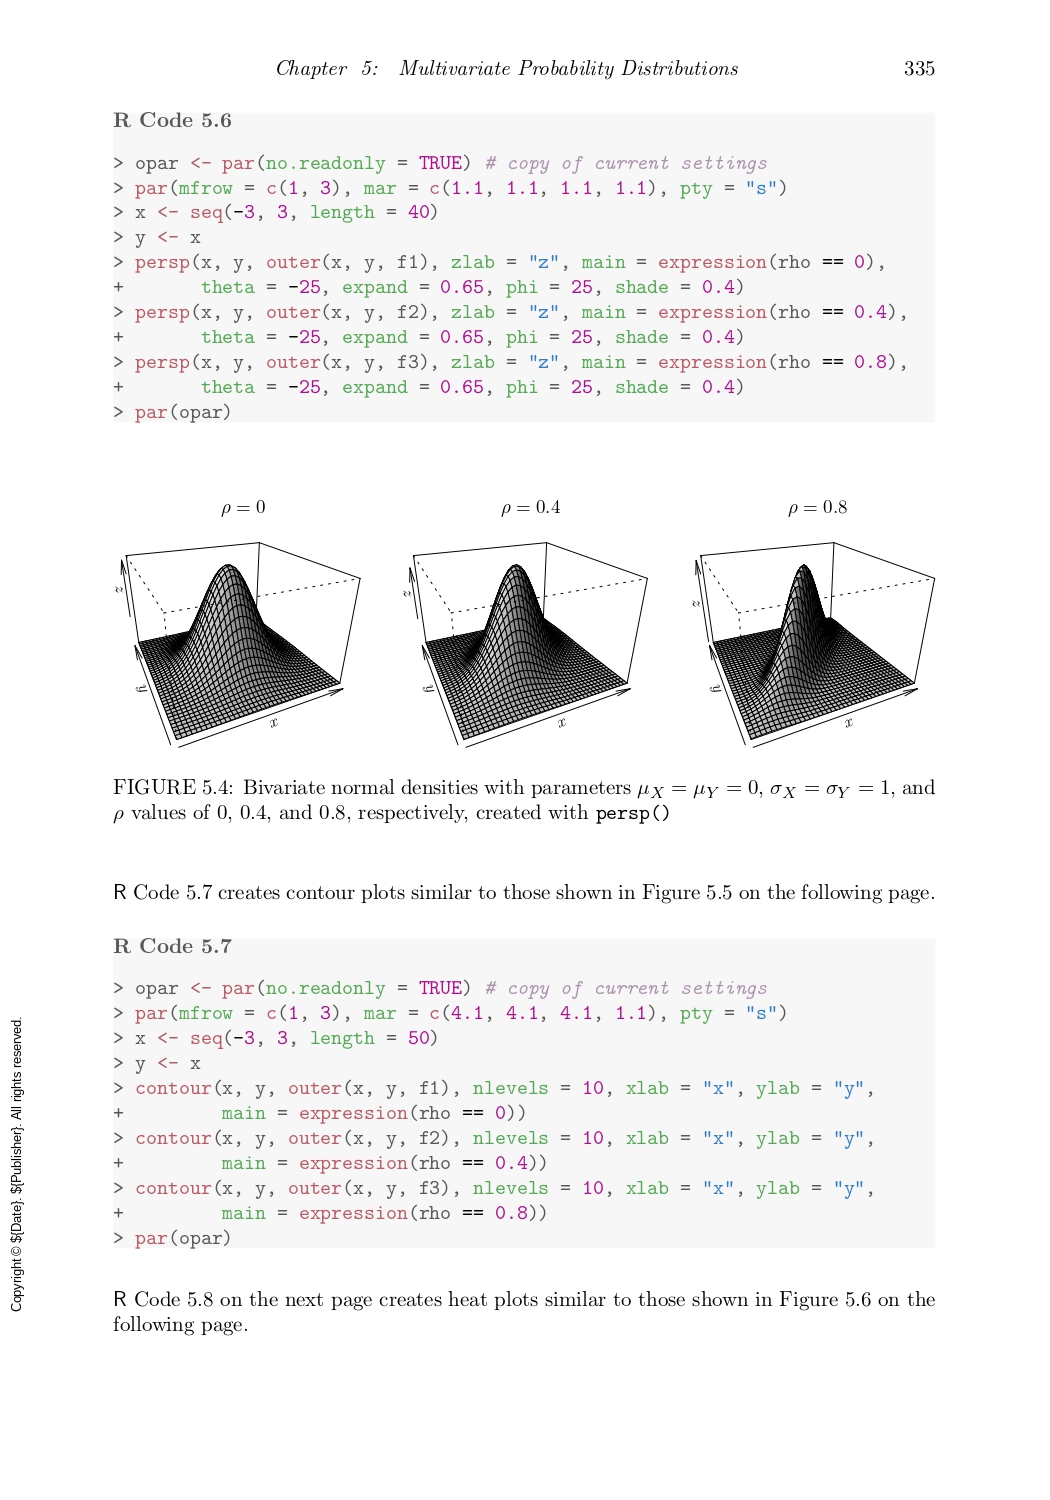 Chapter 5: Multivariate Probability Distributions 335
R Code 5.6
> opar <- par(no.readonly = TRUE) # copy of current settings
> par(mfrow = c(1, 3), mar = c(1.1, 1.1, 1.1, 1.1), pty = "s")
> x <- seq(-3, 3, length = 40)
> y <- x
> persp(x, y, outer(x, y, f1), zlab = "z", main = expression(rho == 0),
+ theta = -25, expand = 0.65, phi = 25, shade = 0.4)
> persp(x, y, outer(x, y, f2), zlab = "z", main = expression(rho == 0.4),
+ theta = -25, expand = 0.65, phi = 25, shade = 0.4)
> persp(x, y, outer(x, y, f3), zlab = "z", main = expression(rho == 0.8),
+ theta = -25, expand = 0.65, phi = 25, shade = 0.4)
> par(opar)
ρ = 0 ρ = 0.4 ρ = 0.8
z z z
y y y
x x x
FIGURE 5.4: Bivariate normal densities with parameters μX = μY = 0, σX = σY = 1, and
ρ values of 0, 0.4, and 0.8, respectively, created with persp()
R Code 5.7 creates contour plots similar to those shown in Figure 5.5 on the following page.
R Code 5.7
> opar <- par(no.readonly = TRUE) # copy of current settings
> par(mfrow = c(1, 3), mar = c(4.1, 4.1, 4.1, 1.1), pty = "s")
> x <- seq(-3, 3, length = 50)
> y <- x
> contour(x, y, outer(x, y, f1), nlevels = 10, xlab = "x", ylab = "y",
+ main = expression(rho == 0))
> contour(x, y, outer(x, y, f2), nlevels = 10, xlab = "x", ylab = "y",
+ main = expression(rho == 0.4))
> contour(x, y, outer(x, y, f3), nlevels = 10, xlab = "x", ylab = "y",
+ main = expression(rho == 0.8))
> par(opar)
R Code 5.8 on the next page creates heat plots similar to those shown in Figure 5.6 on the
following page.
Copyright © ${Date}. ${Publisher}. All rights reserved.